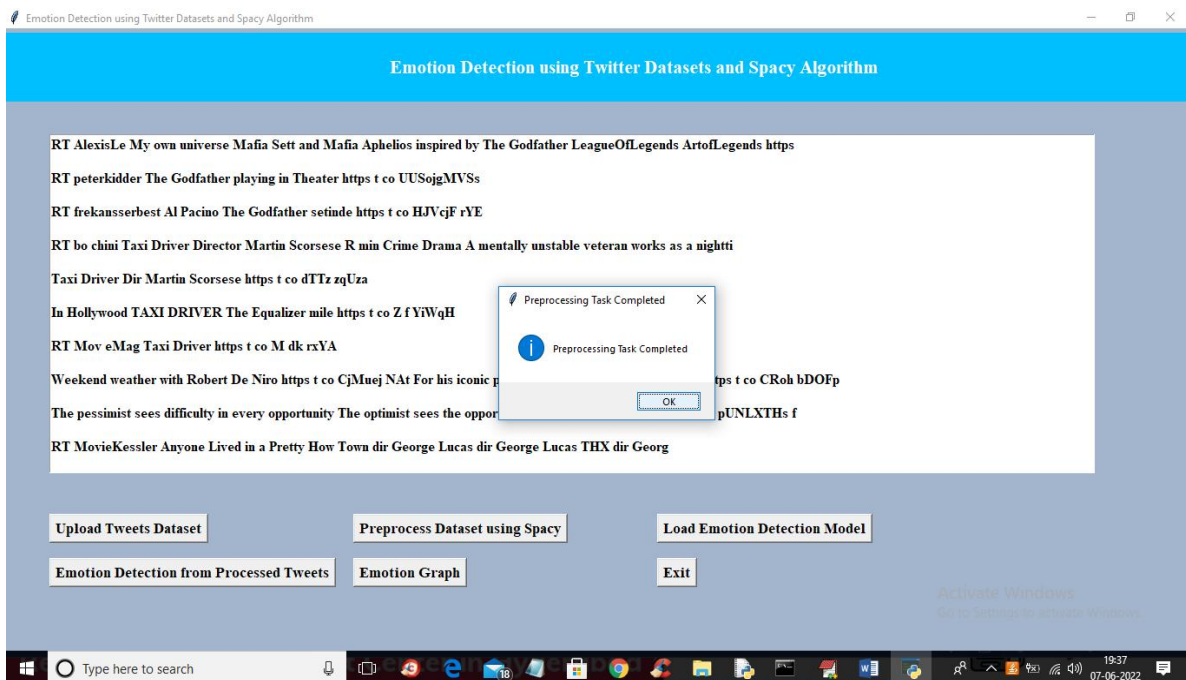 Emotion Detection using Twitter Datasets and Spacy Algorithm
Emotion Detection using Twitter Datasets and Spacy Algorithm
RT AlexisLe My own universe Mafia Sett and Mafia Aphelios inspired by The Godfather LeagueOfLegends ArtofLegends https
RT peterkidder The Godfather playing in Theater https t co UUSojgMVSs
RT frekansserbest Al Pacino The Godfather setinde https t co HJVcjF rYE
RT bo chini Taxi Driver Director Martin Scorsese R min Crime Drama A mentally unstable veteran works as a nightti
Taxi Driver Dir Martin Scorsese https t co dTTz zqUza
In Hollywood TAXI DRIVER The Equalizer mile https t co Z f YiWqH
RT Mov eMag Taxi Driver https t co M dk rxYA
Weekend weather with Robert De Niro https t co CjMuej NAt For his iconic p tps t co CRoh bDOFp
The pessimist sees difficulty in every opportunity The optimist sees the oppor pUNLXTHs f
RT MovieKessler Anyone Lived in a Pretty How Town dir George Lucas dir George Lucas THX dir Georg
Preprocessing Task Completed
Preprocessing Task Completed
OK
Upload Tweets Dataset
Preprocess Dataset using Spacy
Load Emotion Detection Model
Emotion Detection from Processed Tweets
Emotion Graph
Exit
Activate Windows
Go to Settings to activate Windows.
Type here to search
18
19:37
07-06-2022